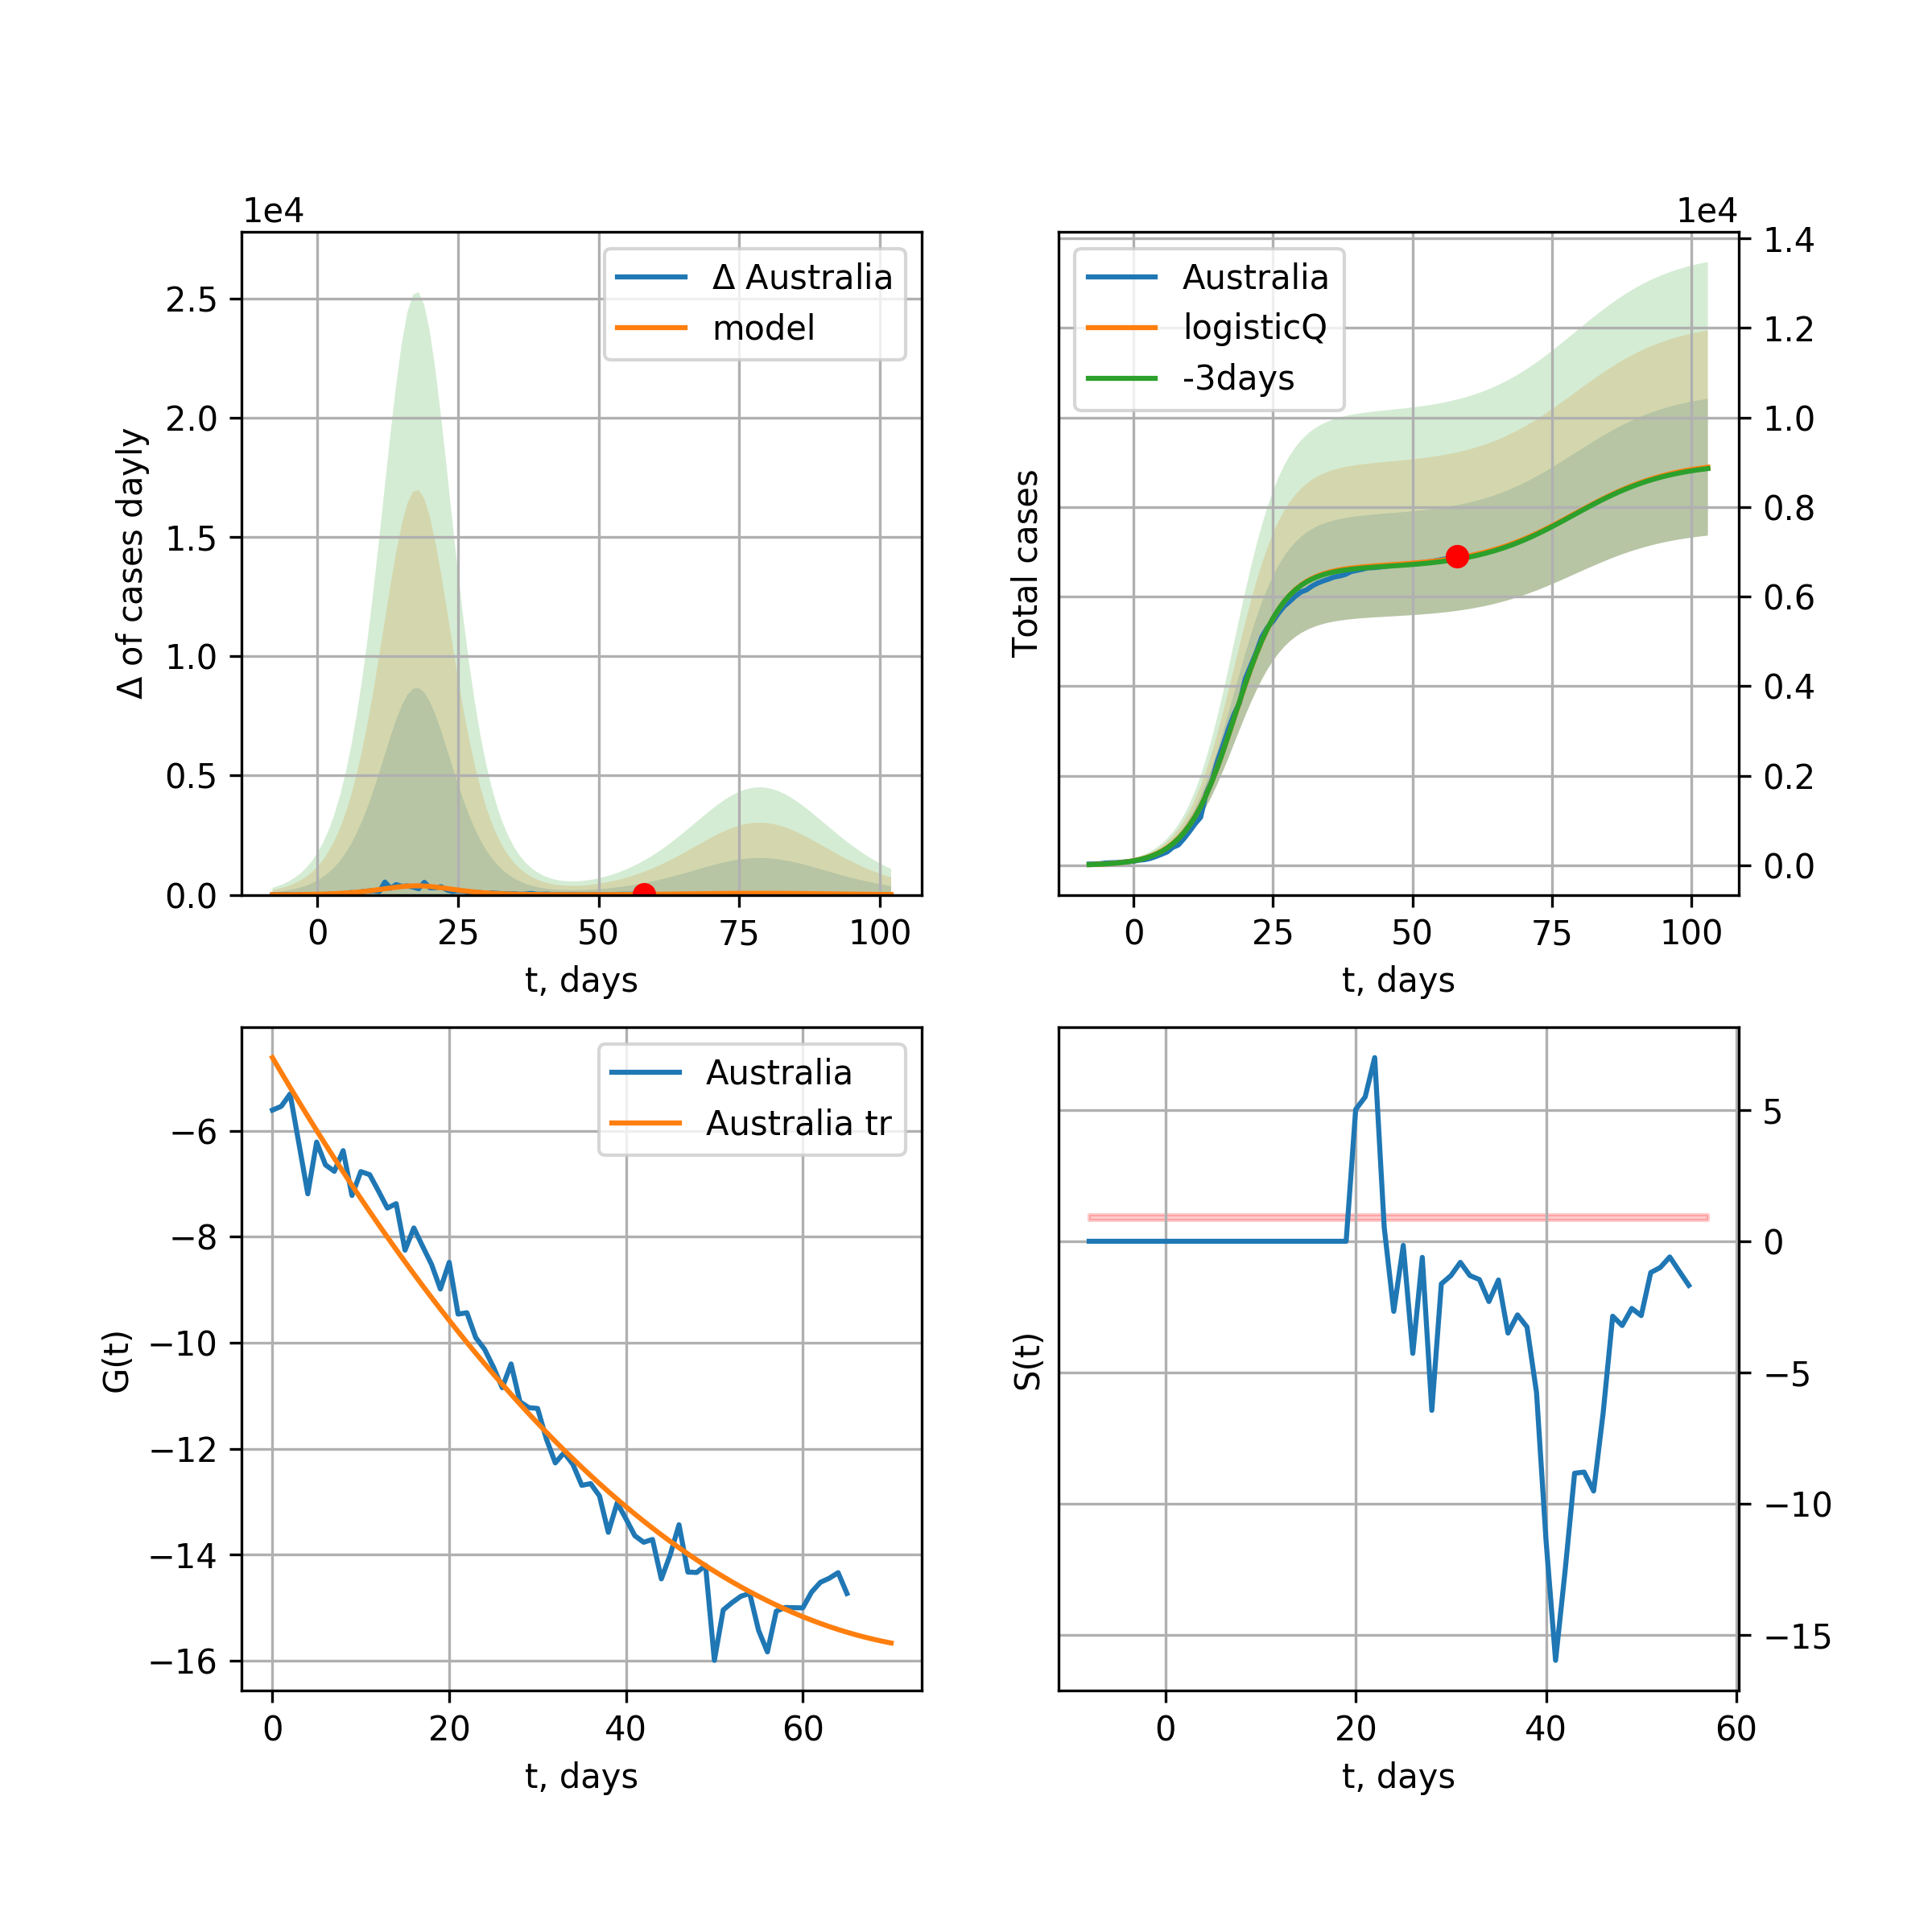 1e4
Δ of cases dayly
2.5
2.0
1.5
1.0
0.5
0.0
Δ Australia
model
0
25
50
75
100
t, days
1e4
Total cases
Australia
logisticQ
-3days
1.4
1.2
1.0
0.8
0.6
0.4
0.2
0.0
0
25
50
75
100
t, days
G(t)
−6
−8
−10
−12
−14
−16
Australia
Australia tr
0
20
40
60
t, days
S(t)
5
0
−5
−10
−15
0
20
40
60
t, days